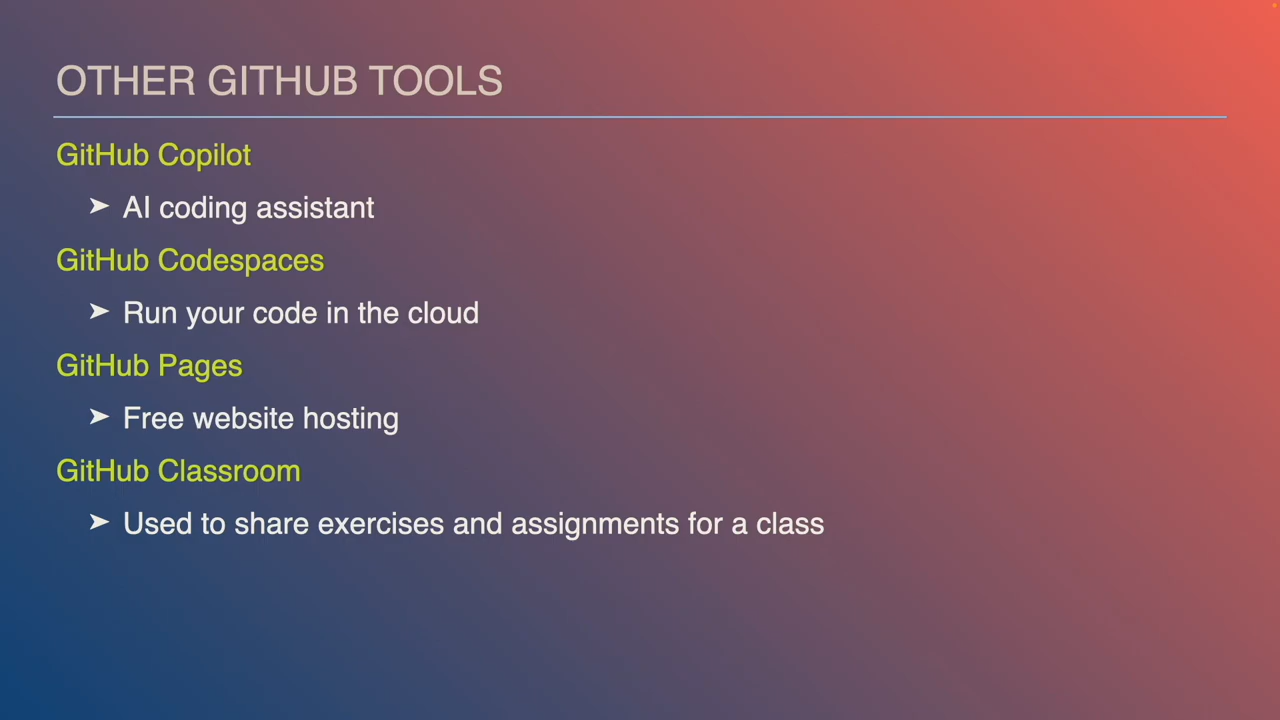 OTHER GITHUB TOOLS
GitHub Copilot
➤ AI coding assistant
GitHub Codespaces
➤ Run your code in the cloud
GitHub Pages
➤ Free website hosting
GitHub Classroom
➤ Used to share exercises and assignments for a class